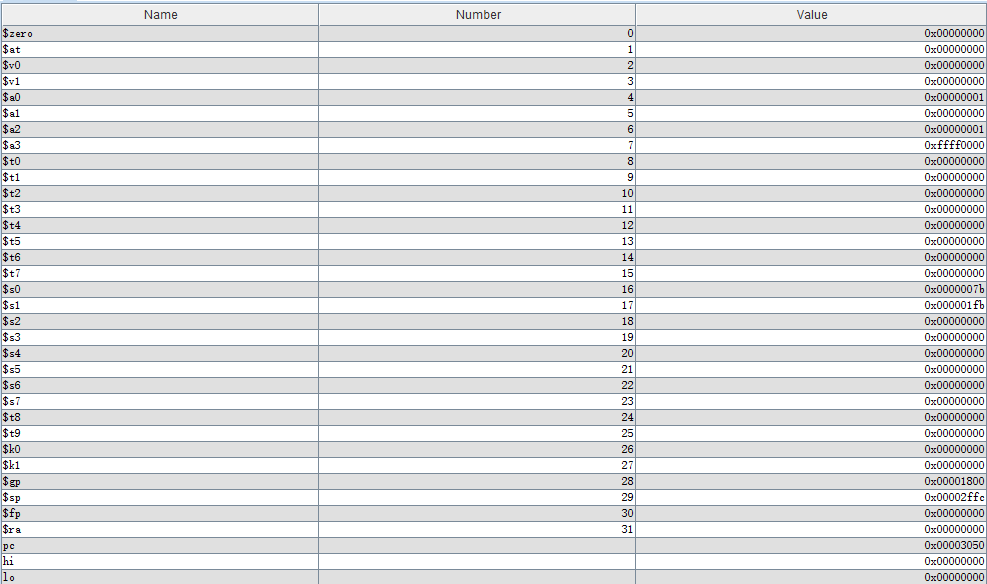 Name Number Value
$zero 0 0x00000000
$at 1 0x00000000
$v0 2 0x00000000
$v1 3 0x00000000
$a0 4 0x00000001
$a1 5 0x00000000
$a2 6 0x00000001
$a3 7 0xffff0000
$t0 8 0x00000000
$t1 9 0x00000000
$t2 10 0x00000000
$t3 11 0x00000000
$t4 12 0x00000000
$t5 13 0x00000000
$t6 14 0x00000000
$t7 15 0x00000000
$s0 16 0x0000007b
$s1 17 0x000001fb
$s2 18 0x00000000
$s3 19 0x00000000
$s4 20 0x00000000
$s5 21 0x00000000
$s6 22 0x00000000
$s7 23 0x00000000
$t8 24 0x00000000
$t9 25 0x00000000
$k0 26 0x00000000
$k1 27 0x00000000
$gp 28 0x00001800
$sp 29 0x00002ffc
$fp 30 0x00000000
$ra 31 0x00000000
pc 0x00003050
hi 0x00000000
lo 0x00000000